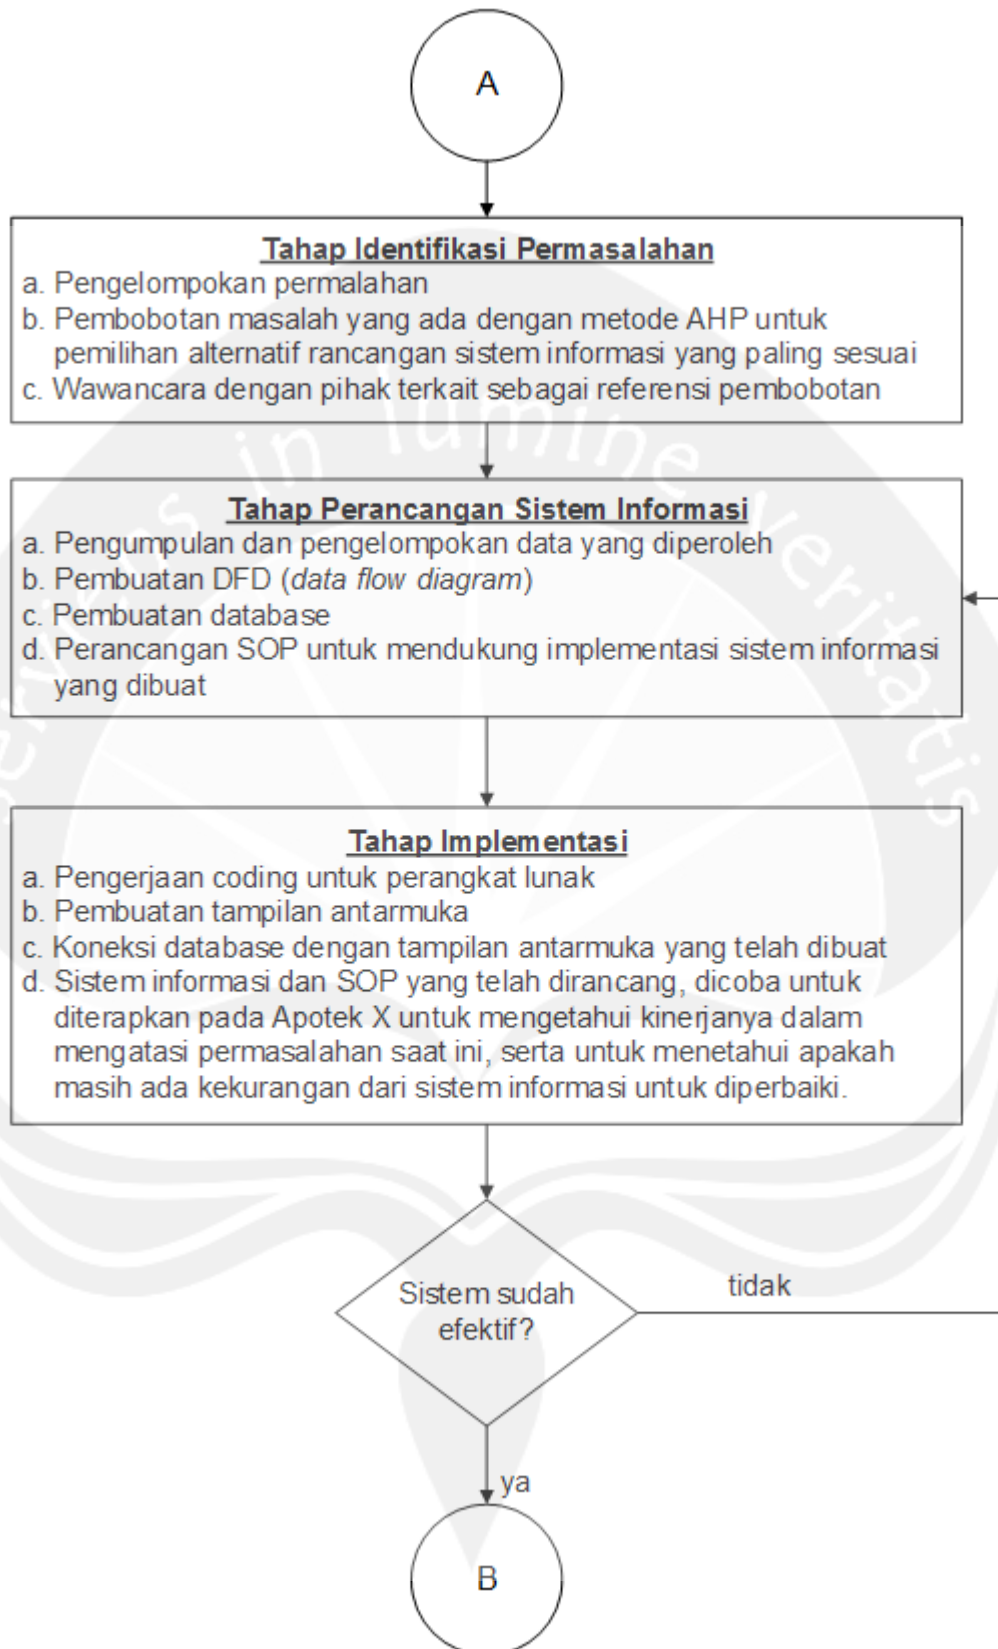 A
Tahap Identifikasi Permasalahan
a. Pengelompokan permalahan
b. Pembobotan masalah yang ada dengan metode AHP untuk
pemilihan alternatif rancangan sistem informasi yang paling sesuai
c. Wawancara dengan pihak terkait sebagai referensi pembobotan
Tahap Perancangan Sistem Informasi
a. Pengumpulan dan pengelompokan data yang diperoleh
b. Pembuatan DFD (data flow diagram)
c. Pembuatan database
d. Perancangan SOP untuk mendukung implementasi sistem informasi
yang dibuat
Tahap Implementasi
a. Pengerjaan coding untuk perangkat lunak
b. Pembuatan tampilan antarmuka
c. Koneksi database dengan tampilan antarmuka yang telah dibuat
d. Sistem informasi dan SOP yang telah dirancang, dicoba untuk
diterapkan pada Apotek X untuk mengetahui kinerjanya dalam
mengatasi permasalahan saat ini, serta untuk menetahui apakah
masih ada kekurangan dari sistem informasi untuk diperbaiki.
Sistem sudah
efektif?
tidak
ya
B
serviens in lumine veritatis